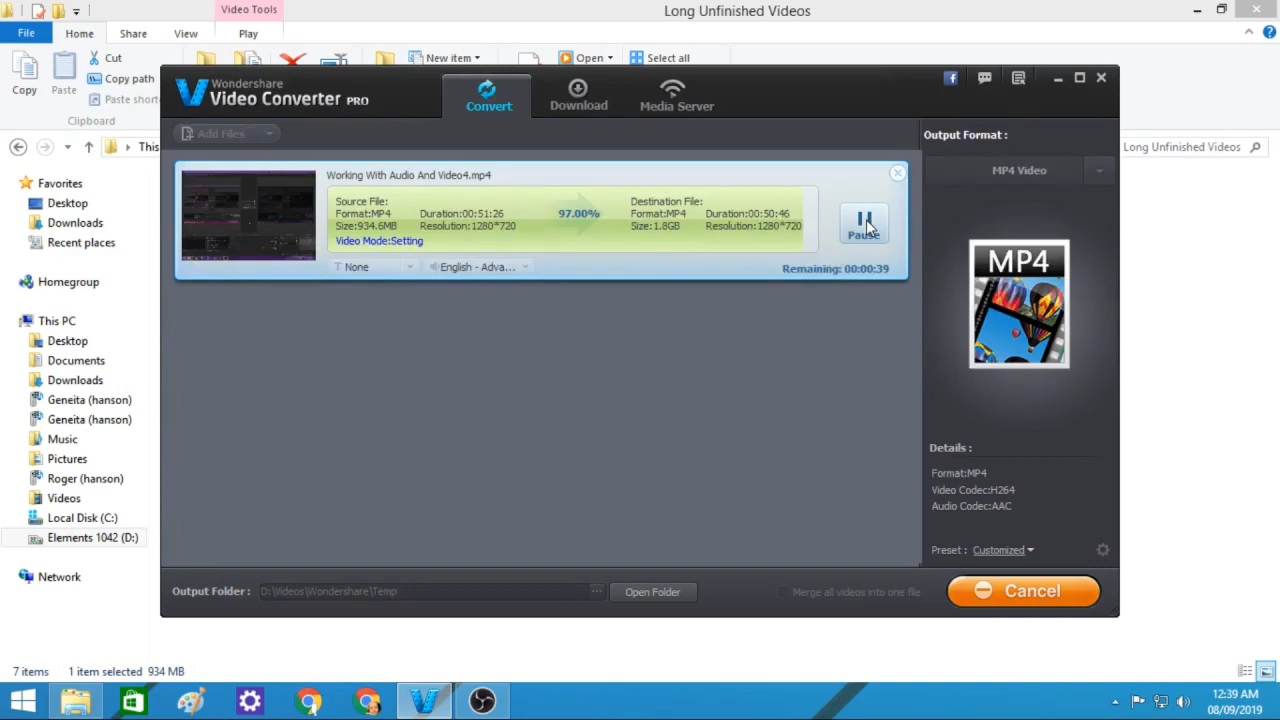 Video Tools
Long Unfinished Videos
File
Home
Share
View
Play
Copy
Paste
Cut
Copy path
Paste shorto
New item
Open
Select all
Clipboard
This
Long Unfinished Videos
Wondershare
Video Converter PRO
Convert
Download
Media Server
Add Files
Working With Audio And Video4.mp4
Source File:
Format:MP4
Duration:00:51:26
Size:934.6MB
Resolution:1280*720
Video Mode:Setting
97.00%
Destination File:
Format:MP4
Duration:00:50:46
Size:1.8GB
Resolution:1280*720
Pause
T None
English - Adva...
Remaining: 00:00:39
Output Format :
MP4 Video
MP4
Details :
Format:MP4
Video Codec:H264
Audio Codec:AAC
Preset : Customized
Output Folder : D:\Videos\Wondershare\Temp
...
Open Folder
Merge all videos into one file
Cancel
Favorites
Desktop
Downloads
Recent places
Homegroup
This PC
Desktop
Documents
Downloads
Geneita (hanson)
Geneita (hanson)
Music
Pictures
Roger (hanson)
Videos
Local Disk (C:)
Elements 1042 (D:)
Network
7 items
1 item selected 934 MB
12:39 AM
08/09/2019